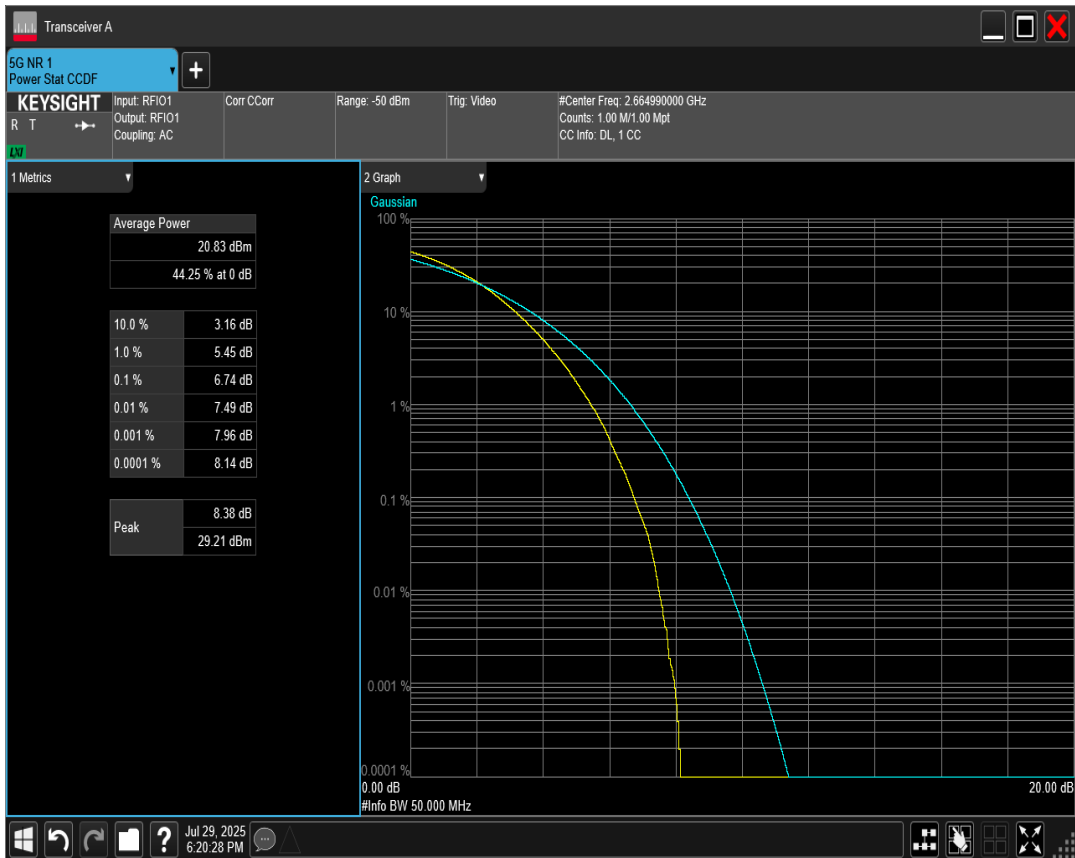 Transceiver A
5G NR 1
Power Stat CCDF
KEYSIGHT
R T
LXI
Input: RFIO1
Output: RFIO1
Coupling: AC
Corr CCorr
Range: -50 dBm
Trig: Video
#Center Freq: 2.664990000 GHz
Counts: 1.00 M/1.00 Mpt
CC Info: DL, 1 CC
1 Metrics
Average Power
20.83 dBm
44.25 % at 0 dB
10.0 % 3.16 dB
1.0 % 5.45 dB
0.1 % 6.74 dB
0.01 % 7.49 dB
0.001 % 7.96 dB
0.0001 % 8.14 dB
Peak 8.38 dB
29.21 dBm
2 Graph
Gaussian
100 %
10 %
1 %
0.1 %
0.01 %
0.001 %
0.0001 %
0.00 dB 20.00 dB
#Info BW 50.000 MHz
Jul 29, 2025
6:20:28 PM